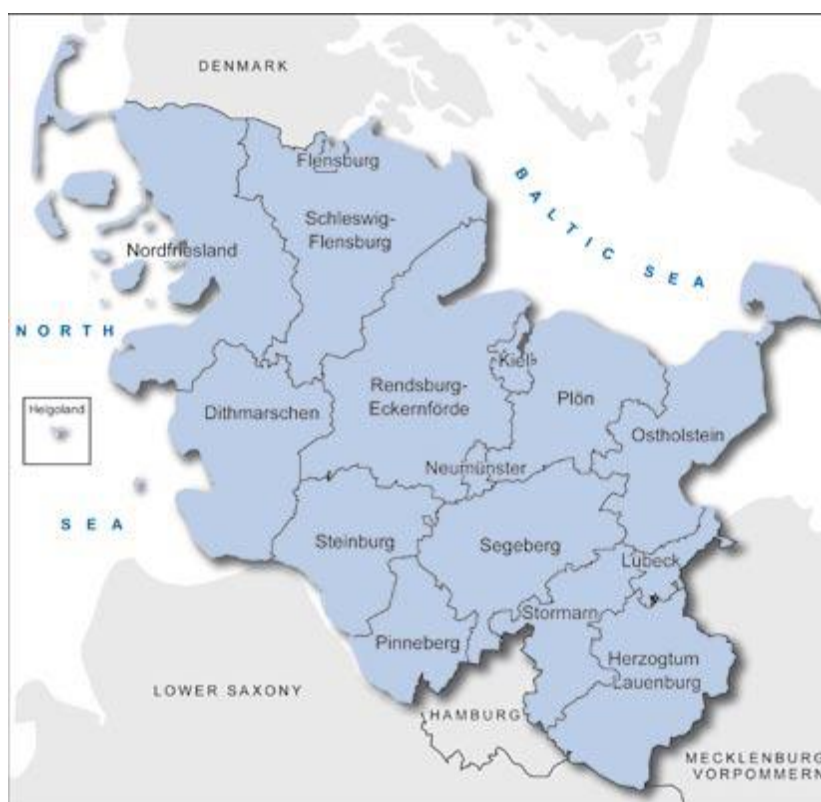 DENMARK
Flensburg
BALTIC SEA
Schleswig-
Flensburg
Nordfriesland
NORTH
Kiel
Rendsburg-
Eckernförde
Plön
Helgoland
Dithmarschen
Ostholstein
Neumünster
SEA
Steinburg
Segeberg
Lübeck
Stormarn
Pinneberg
Herzogtum
Lauenburg
LOWER SAXONY
HAMBURG
MECKLENBURG
VORPOMMERN